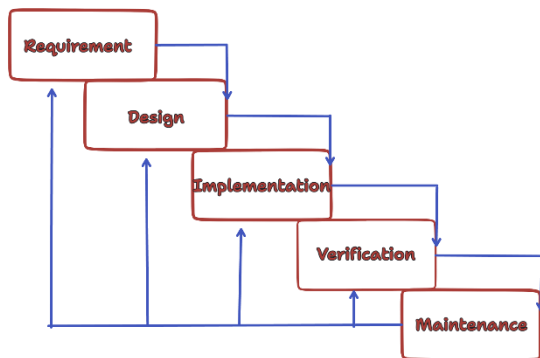 Requirement
Design
Implementation
Verification
Maintenance